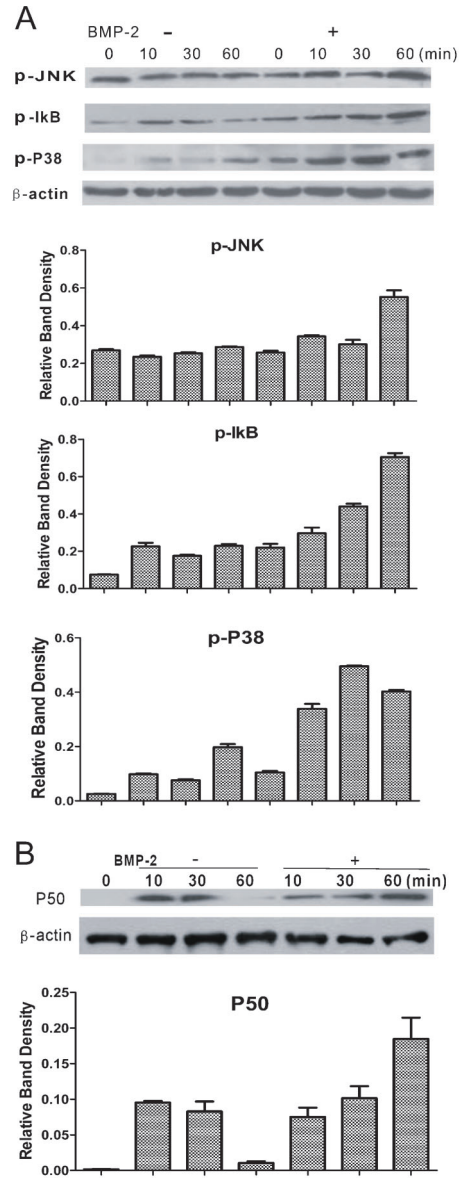 A
BMP-2 - +
0 10 30 60 0 10 30 60 (min)
p-JNK
p-IkB
p-P38
β-actin
p-JNK
Relative Band Density
0.8
0.6
0.4
0.2
0.0
p-IkB
Relative Band Density
0.8
0.6
0.4
0.2
0.0
p-P38
Relative Band Density
0.6
0.4
0.2
0.0
B
BMP-2 - +
0 10 30 60 10 30 60 (min)
P50
β-actin
P50
Relative Band Density
0.25
0.20
0.15
0.10
0.05
0.00